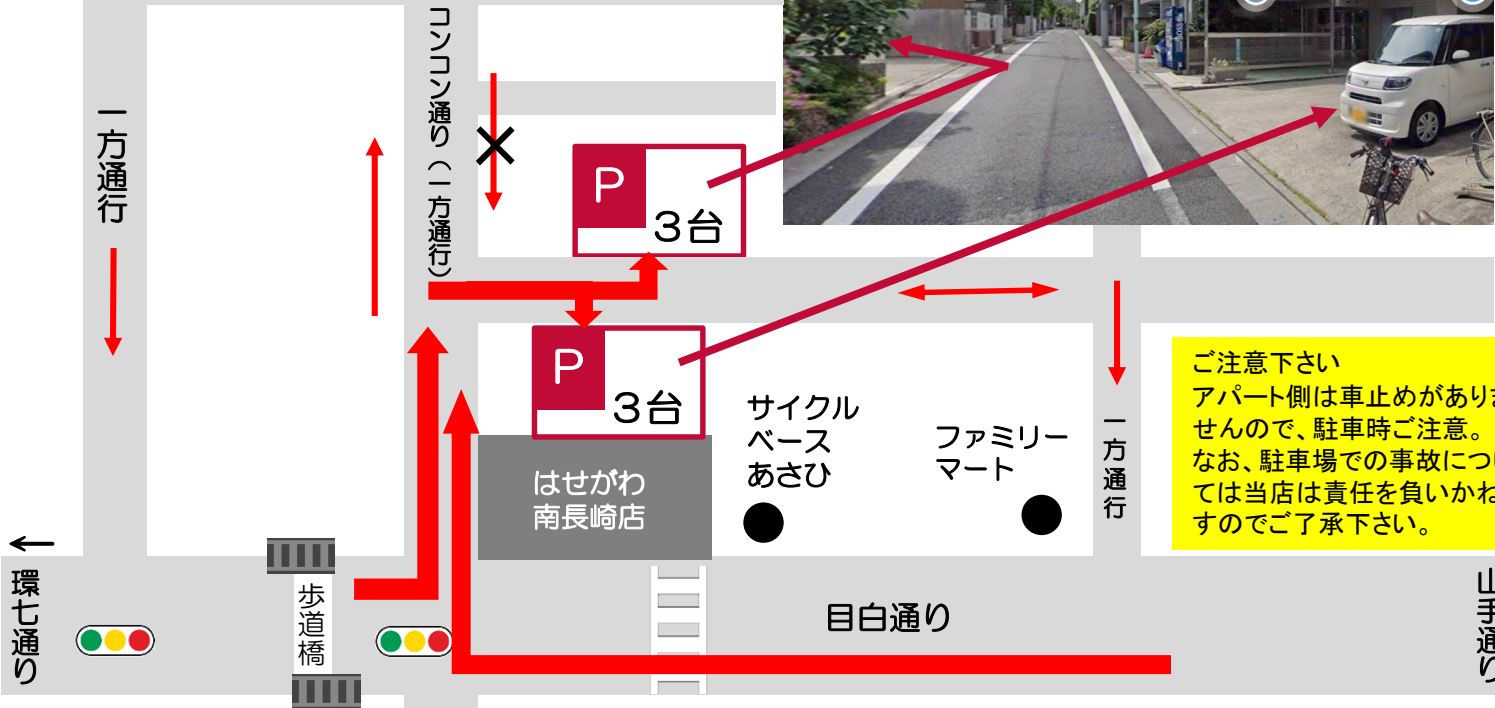 コンコン通り（一方通行）
一方通行
P
3台
P
3台
サイクル
ベース
あさひ
ファミリー
マート
一方通行
ご注意下さい
アパート側は車止めがありま
せんので、駐車時ご注意。
なお、駐車場での事故につい
ては当店は責任を負いかね
すのでご了承下さい。
はせがわ
南長崎店
←
環七通り
歩道橋
目白通り
山手通り